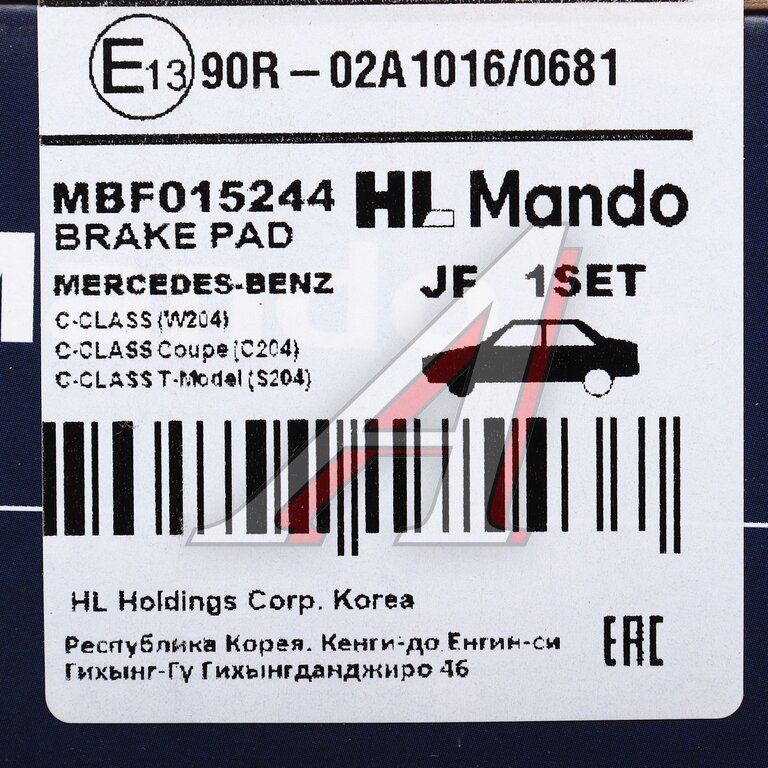 E13 90R - 02A1016/0681
MBF015244 HL Mando
BRAKE PAD
MERCEDES-BENZ JF 1SET
C-CLASS (W204)
C-CLASS Coupe (C204)
C-CLASS T-Model (S204)
HL Holdings Corp. Korea
Республика Корея. Кенги-до Енгин-си
Гихынг-Гу Гихынгданджиро 46
EAC